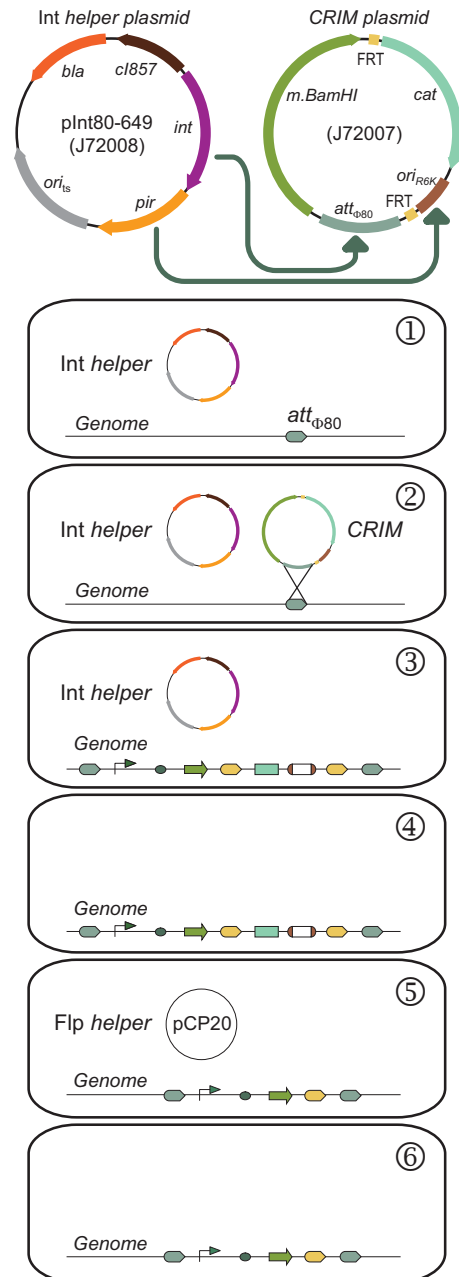 Int helper plasmid
CRIM plasmid
bla
cI857
int
pInt80-649
(J72008)
ori_ts
pir
FRT
m.BamHI
cat
(J72007)
ori_R6K
FRT
att_Φ80
①
Int helper
att_Φ80
Genome
②
Int helper
CRIM
Genome
③
Int helper
Genome
④
Genome
⑤
Flp helper
pCP20
Genome
⑥
Genome